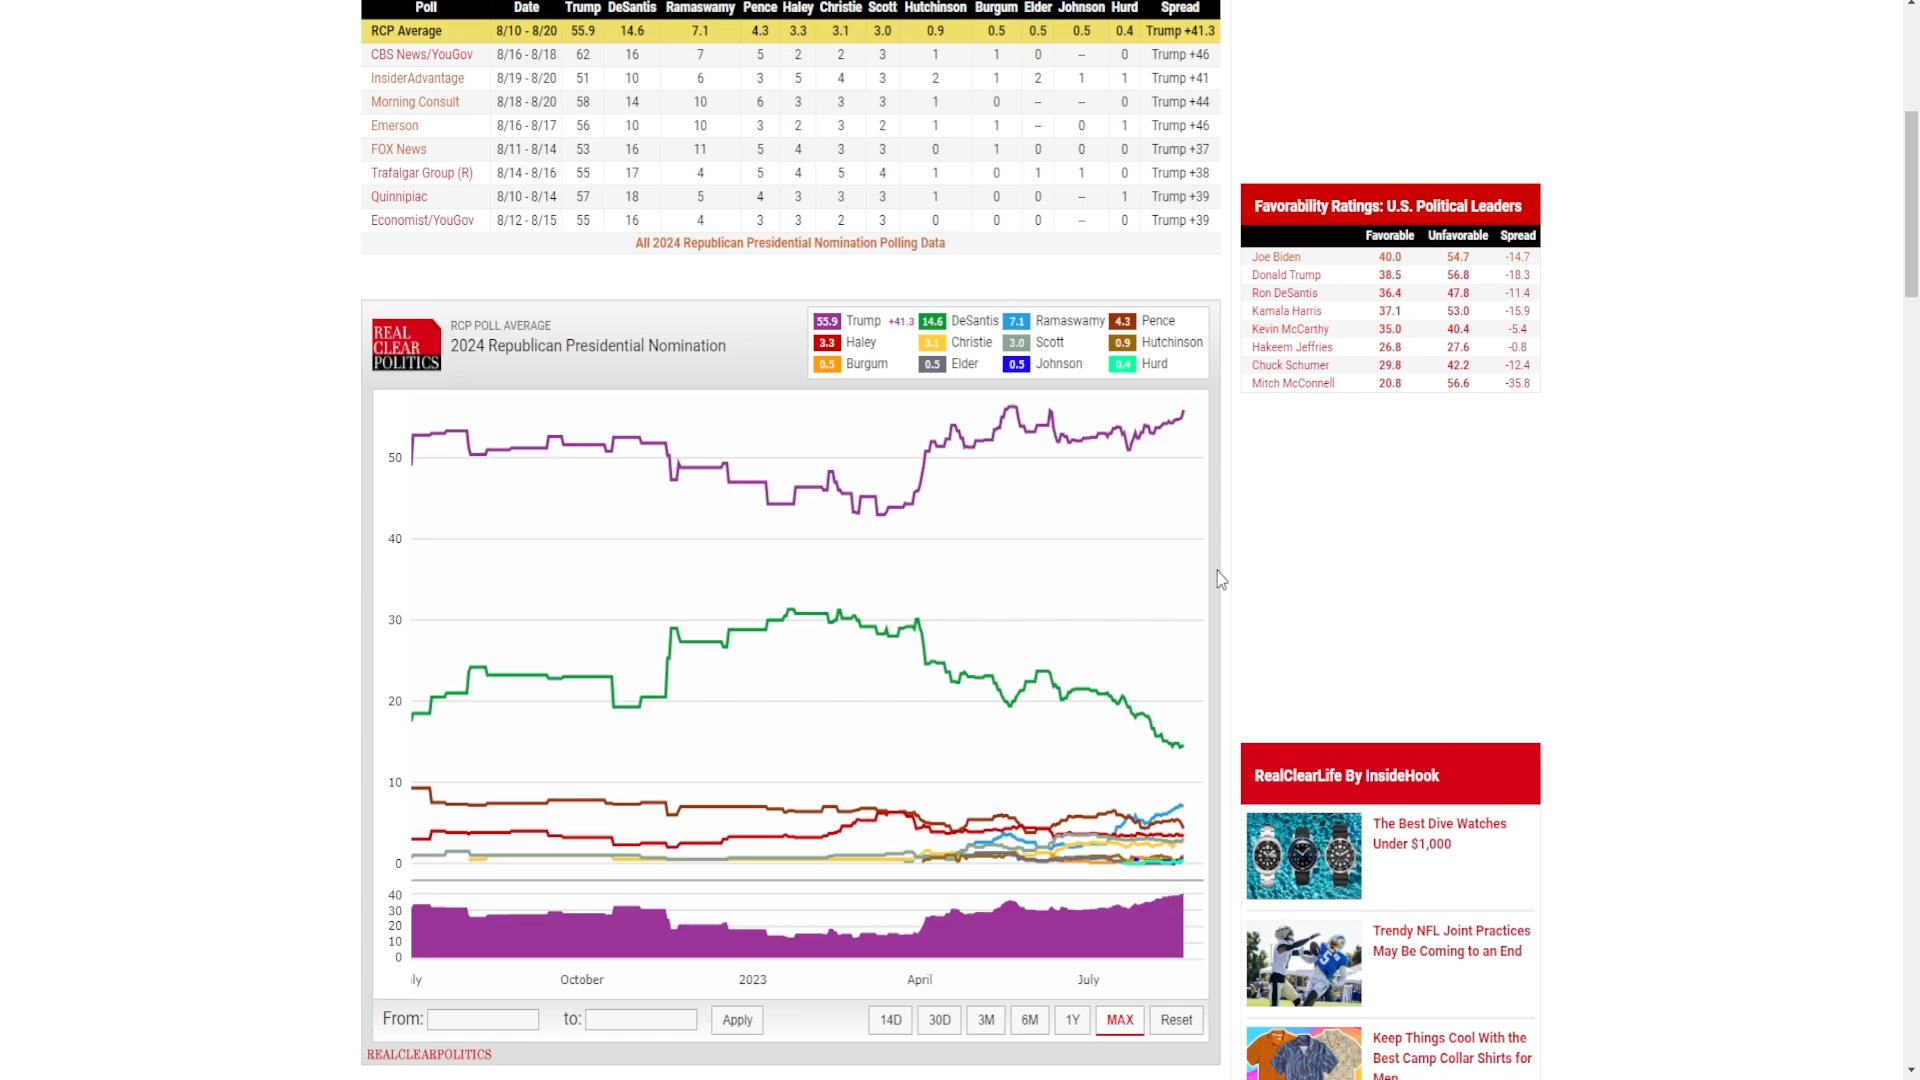 Poll Date Trump DeSantis Ramaswamy Pence Haley Christie Scott Hutchinson Burgum Elder Johnson Hurd Spread
RCP Average 8/10 - 8/20 55.9 14.6 7.1 4.3 3.3 3.1 3.0 0.9 0.5 0.5 0.5 0.4 Trump +41.3
CBS News/YouGov 8/16 - 8/18 62 16 7 5 2 2 3 1 1 0 -- 0 Trump +46
InsiderAdvantage 8/19 - 8/20 51 10 6 3 5 4 3 2 1 2 1 1 Trump +41
Morning Consult 8/18 - 8/20 58 14 10 6 3 3 3 1 0 -- -- 0 Trump +44
Emerson 8/16 - 8/17 56 10 10 3 2 3 2 1 1 -- 0 1 Trump +46
FOX News 8/11 - 8/14 53 16 11 5 4 3 3 0 1 0 0 0 Trump +37
Trafalgar Group (R) 8/14 - 8/16 55 17 4 5 4 5 4 1 0 1 1 0 Trump +38
Quinnipiac 8/10 - 8/14 57 18 5 4 3 3 3 1 0 0 -- 1 Trump +39
Economist/YouGov 8/12 - 8/15 55 16 4 3 3 2 3 0 0 0 -- 0 Trump +39
All 2024 Republican Presidential Nomination Polling Data
REAL
CLEAR
POLITICS
RCP POLL AVERAGE
2024 Republican Presidential Nomination
55.9 Trump +41.3 14.6 DeSantis 7.1 Ramaswamy 4.3 Pence
3.3 Haley 3.1 Christie 3.0 Scott 0.9 Hutchinson
0.5 Burgum 0.5 Elder 0.5 Johnson 0.4 Hurd
50
40
30
20
10
0
40
30
20
10
0
ly October 2023 April July
From: to: Apply 14D 30D 3M 6M 1Y MAX Reset
REALCLEARPOLITICS
Favorability Ratings: U.S. Political Leaders
Favorable Unfavorable Spread
Joe Biden 40.0 54.7 -14.7
Donald Trump 38.5 56.8 -18.3
Ron DeSantis 36.4 47.8 -11.4
Kamala Harris 37.1 53.0 -15.9
Kevin McCarthy 35.0 40.4 -5.4
Hakeem Jeffries 26.8 27.6 -0.8
Chuck Schumer 29.8 42.2 -12.4
Mitch McConnell 20.8 56.6 -35.8
RealClearLife By InsideHook
The Best Dive Watches
Under $1,000
Trendy NFL Joint Practices
May Be Coming to an End
Keep Things Cool With the
Best Camp Collar Shirts for
Men